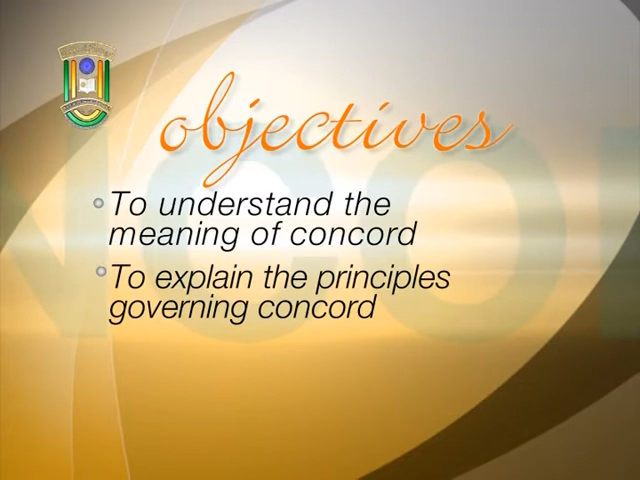 objectives
To understand the
meaning of concord
To explain the principles
governing concord